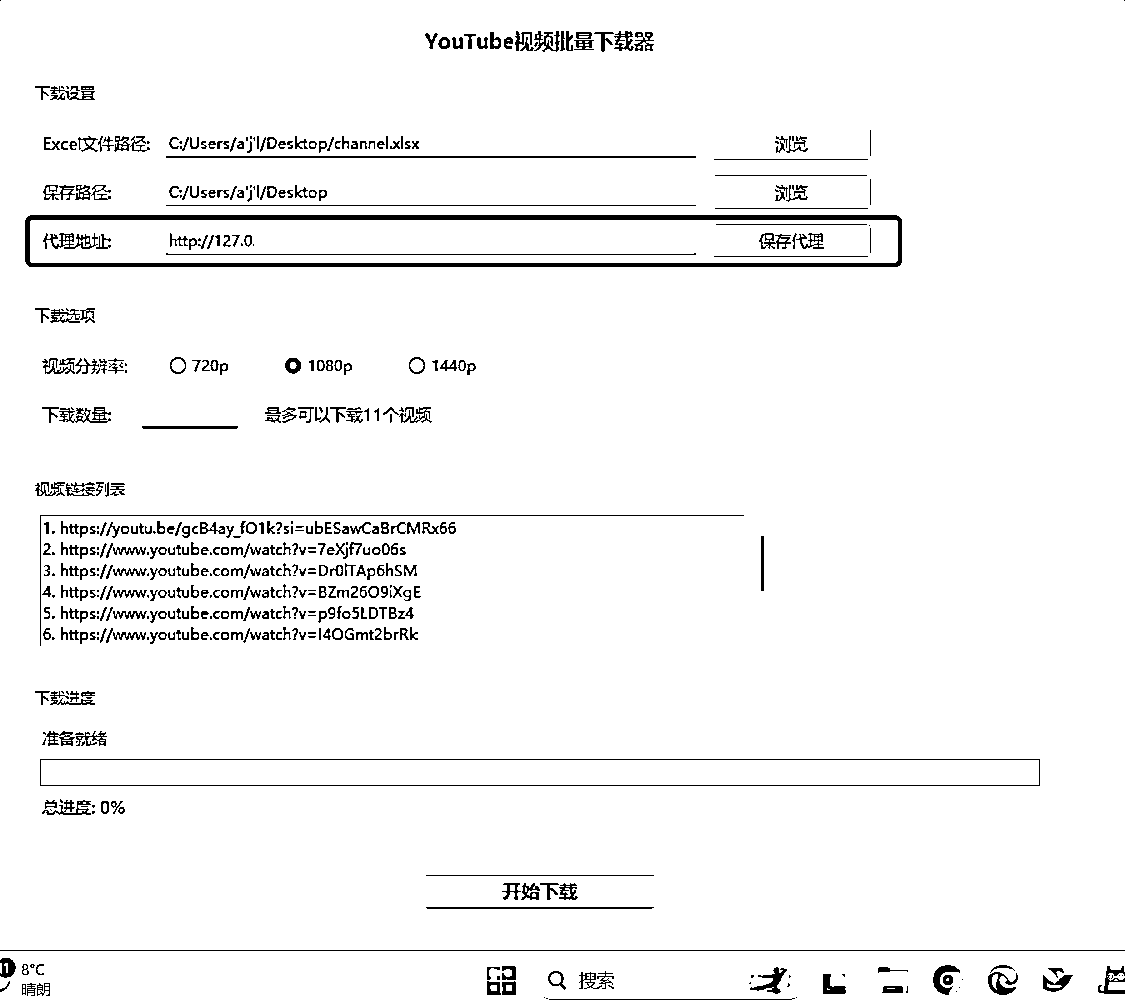 YouTube视频批量下载器
下载设置
Excel文件路径: C:/Users/a'j'l/Desktop/channel.xlsx 浏览
保存路径: C:/Users/a'j'l/Desktop 浏览
代理地址: http://127.0. 保存代理
下载选项
视频分辨率: 720p 1080p 1440p
下载数量: 最多可以下载11个视频
视频链接列表
1. https://youtu.be/gcB4ay_fO1k?si=ubESawCaBrCMRx66
2. https://www.youtube.com/watch?v=7eXjf7uo06s
3. https://www.youtube.com/watch?v=Dr0iTAp6hSM
4. https://www.youtube.com/watch?v=BZm26O9iXgE
5. https://www.youtube.com/watch?v=p9fo5LDTBz4
6. https://www.youtube.com/watch?v=I4OGmt2brRk
下载进度
准备就绪
总进度: 0%
开始下载
8°C
晴朗
搜索